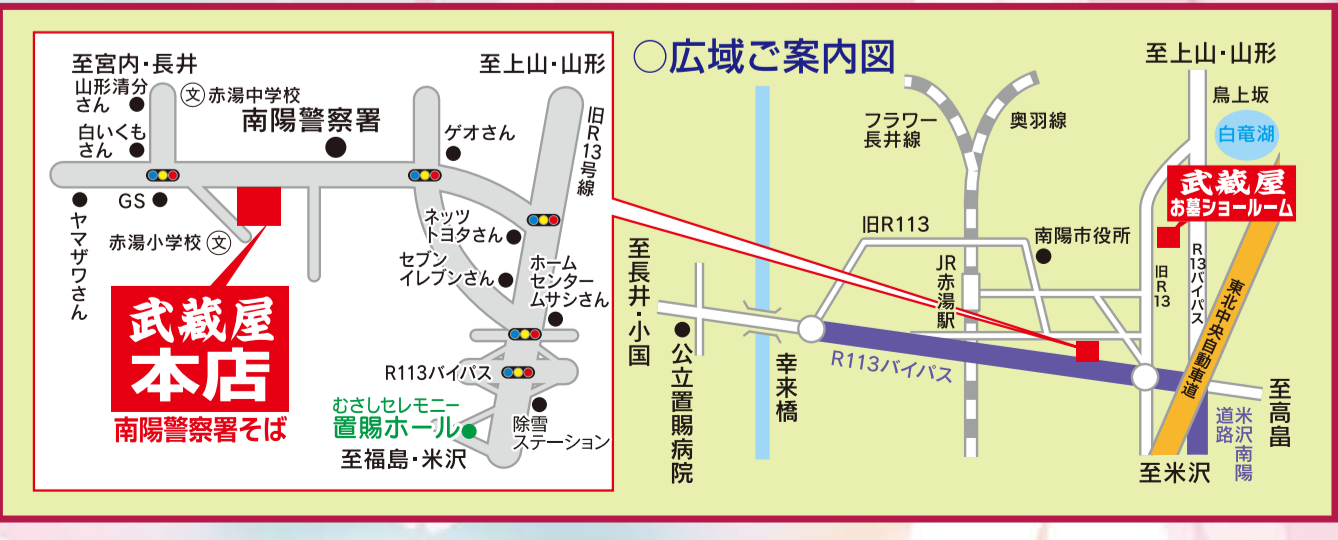 至宮内・長井
山形清分
さん
文 赤湯中学校
白いくも
さん
南陽警察署
ゲオさん
至上山・山形
旧R13号線
GS
ヤマザワさん
赤湯小学校 文
ネッツ
トヨタさん
セブン
イレブンさん
ホーム
センター
ムサシさん
武蔵屋
本店
南陽警察署そば
R113バイパス
むさしセレモニー
置賜ホール
除雪
ステーション
至福島・米沢
○広域ご案内図
フラワー
長井線
奥羽線
至上山・山形
鳥上坂
白竜湖
武蔵屋
お墓ショールーム
旧R113
南陽市役所
至長井・小国
JR赤湯駅
旧R13
R13バイパス
東北中央自動車道
公立置賜病院
幸来橋
R113バイパス
至高畠
米沢南陽
道路
至米沢